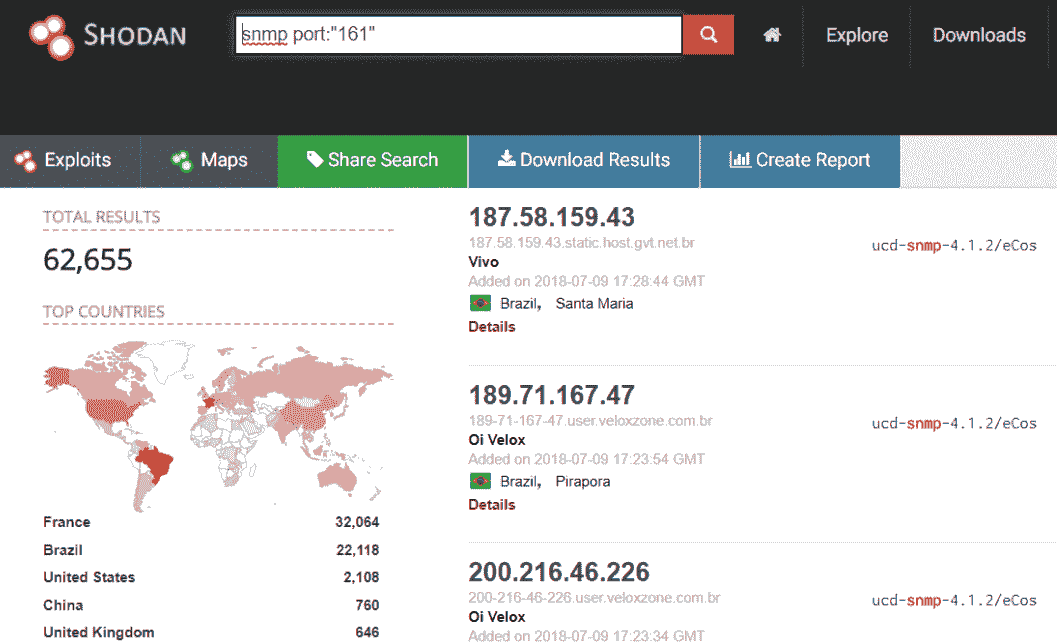 SHODAN
snmp port:"161"
Explore
Downloads
Exploits
Maps
Share Search
Download Results
Create Report
TOTAL RESULTS
62,655
TOP COUNTRIES
France 32,064
Brazil 22,118
United States 2,108
China 760
United Kingdom 646
187.58.159.43
187.58.159.43.static.host.gvt.net.br
Vivo
Added on 2018-07-09 17:28:44 GMT
Brazil, Santa Maria
Details
ucd-snmp-4.1.2/eCos
189.71.167.47
189-71-167-47.user.veloxzone.com.br
Oi Velox
Added on 2018-07-09 17:23:54 GMT
Brazil, Pirapora
Details
ucd-snmp-4.1.2/eCos
200.216.46.226
200-216-46-226.user.veloxzone.com.br
Oi Velox
Added on 2018-07-09 17:23:34 GMT
ucd-snmp-4.1.2/eCos